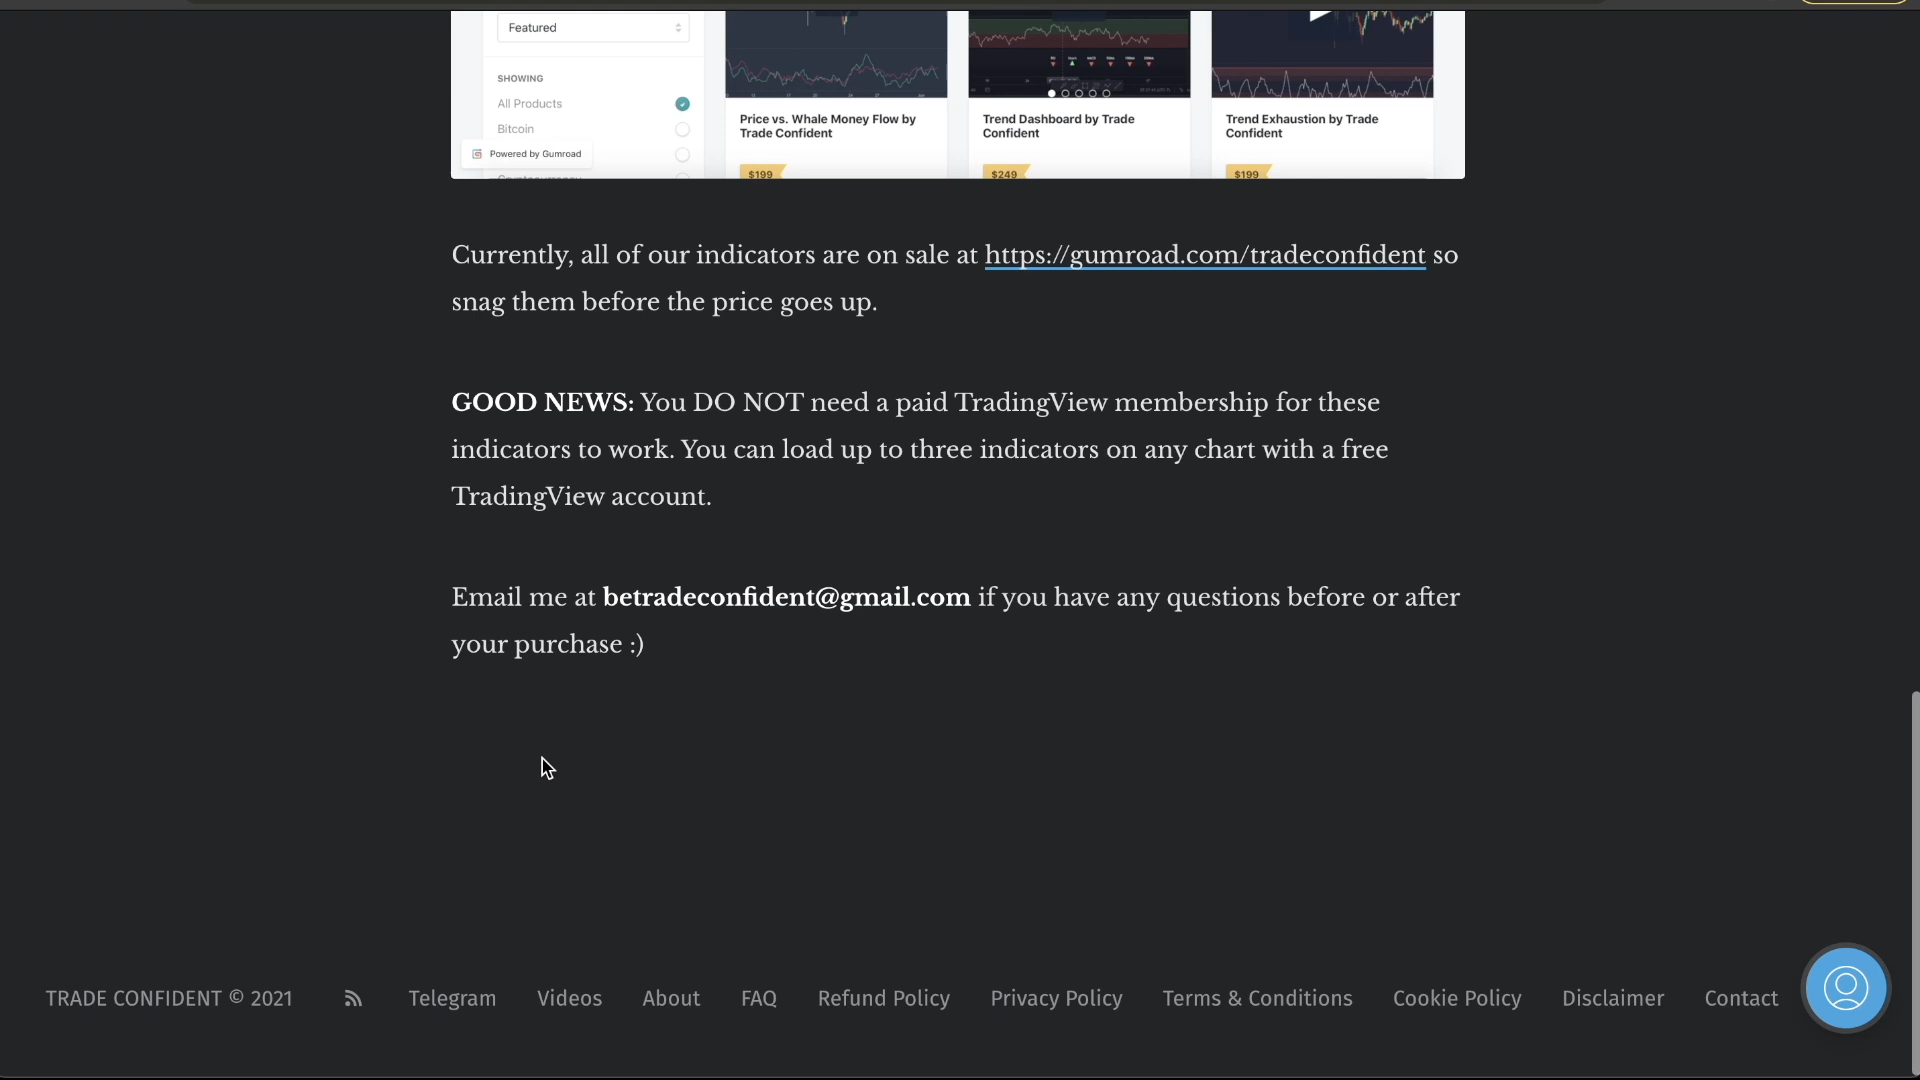 Featured
SHOWING
All Products
Bitcoin
Powered by Gumroad
Price vs. Whale Money Flow by
Trade Confident
$199
Trend Dashboard by Trade
Confident
$249
Trend Exhaustion by Trade
Confident
$199
Currently, all of our indicators are on sale at https://gumroad.com/tradeconfident so
snag them before the price goes up.
GOOD NEWS: You DO NOT need a paid TradingView membership for these
indicators to work. You can load up to three indicators on any chart with a free
TradingView account.
Email me at betradeconfident@gmail.com if you have any questions before or after
your purchase :)
TRADE CONFIDENT © 2021 Telegram Videos About FAQ Refund Policy Privacy Policy Terms & Conditions Cookie Policy Disclaimer Contact